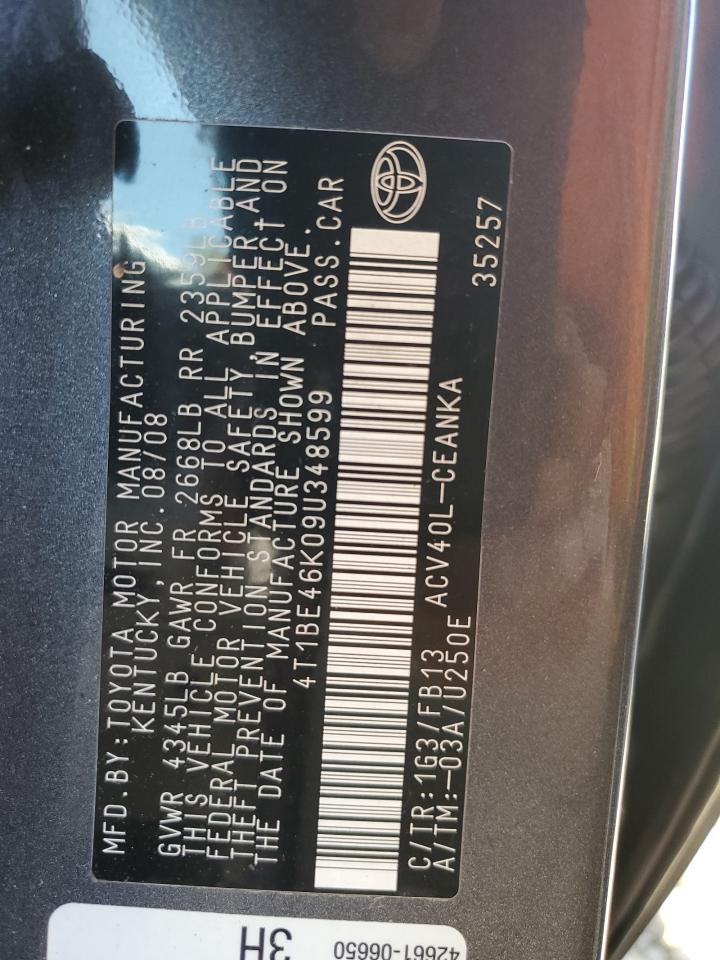 MFD.BY:TOYOTA MOTOR MANUFACTURING
KENTUCKY,INC.08/08
GVWR 4345LB GAWR FR 2668LB RR 2359LB
THIS VEHICLE CONFORMS TO ALL APPLICABLE
FEDERAL MOTOR VEHICLE SAFETY,BUMPER,AND
THEFT PREVENTION STANDARDS IN EFFECT ON
THE DATE OF MANUFACTURE SHOWN ABOVE.
4T1BE46K09U348599 PASS.CAR
C/TR:1G3/FB13 ACV40L-CEANKA
A/TM:-03A/U250E 35257
3H
42661-06650